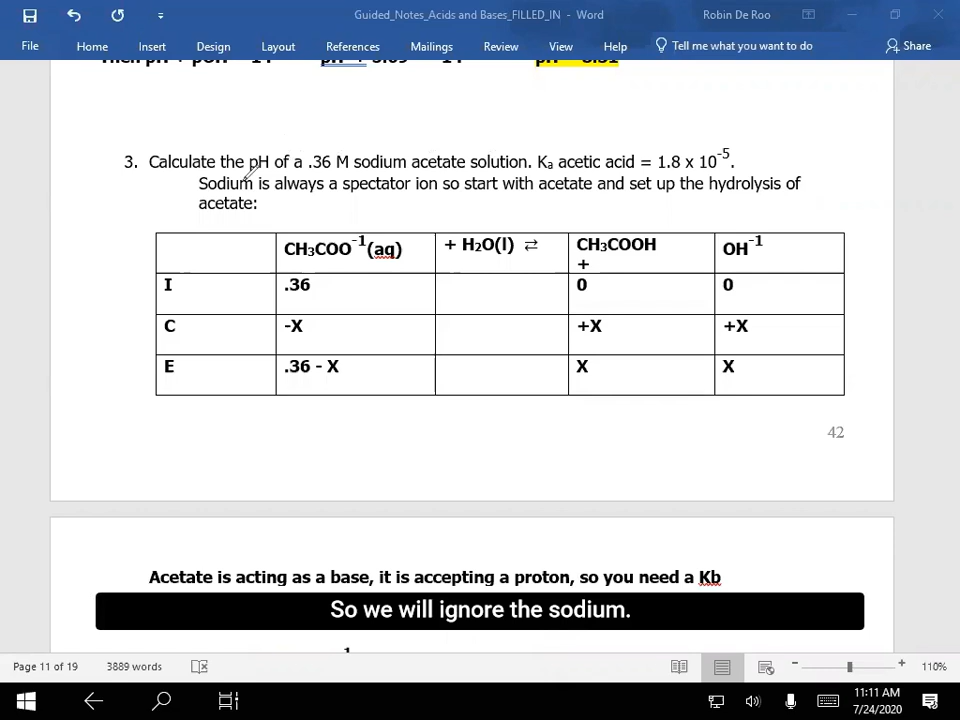 Guided_Notes_Acids and Bases_FILLED_IN - Word
Robin De Roo
File Home Insert Design Layout References Mailings Review View Help Tell me what you want to do Share
3. Calculate the pH of a .36 M sodium acetate solution. Kₐ acetic acid = 1.8 x 10⁻⁵.
Sodium is always a spectator ion so start with acetate and set up the hydrolysis of
acetate:
CH₃COO⁻¹(aq) + H₂O(l) ⇄ CH₃COOH + OH⁻¹
I .36 0 0
C -X +X +X
E .36 - X X X
42
Acetate is acting as a base, it is accepting a proton, so you need a Kb
So we will ignore the sodium.
Page 11 of 19 3889 words 110%
11:11 AM
7/24/2020